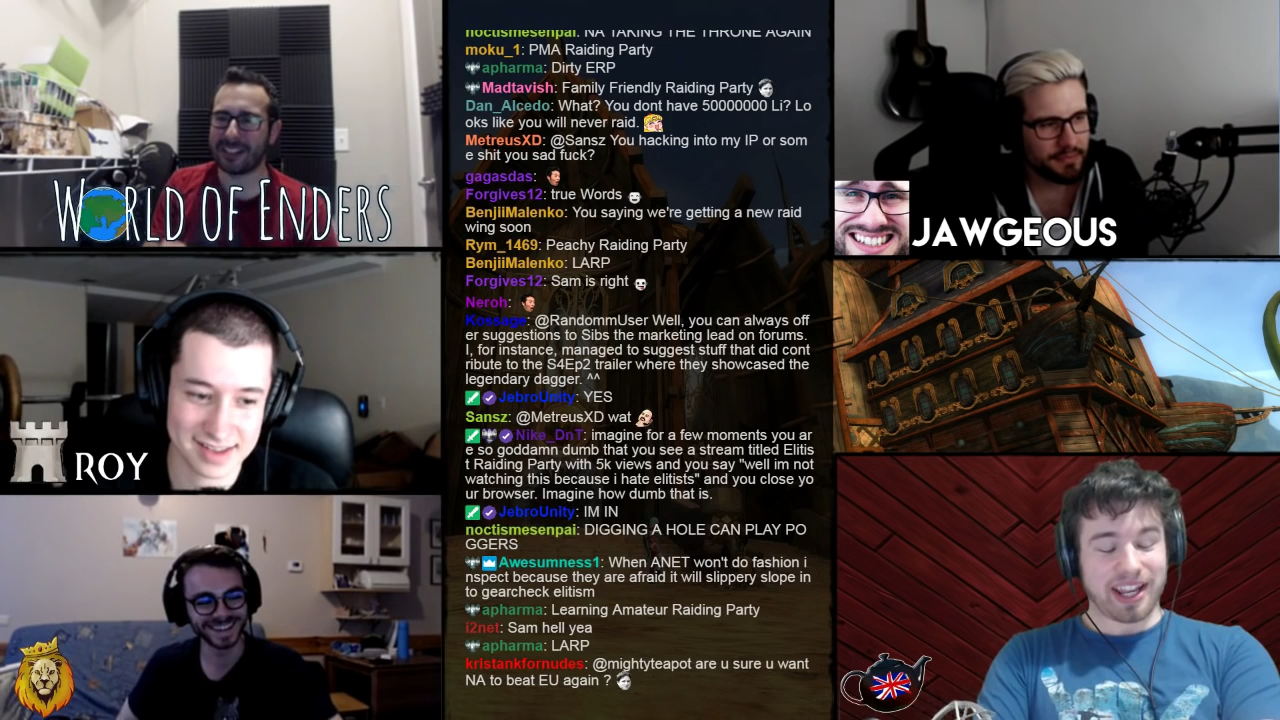 WORLD OF ENDERS
ROY
noctismesenpai: NA TAKING THE THRONE AGAIN
moku_1: PMA Raiding Party
apharma: Dirty ERP
Madtavish: Family Friendly Raiding Party
Dan_Alcedo: What? You dont have 50000000 Li? Lo
oks like you will never raid.
MetreusXD: @Sansz You hacking into my IP or som
e shit you sad fuck?
gagasdas:
Forgives12: true Words
BenjiiMalenko: You saying we're getting a new raid
wing soon
Rym_1469: Peachy Raiding Party
BenjiiMalenko: LARP
Forgives12: Sam is right
Neroh:
Kossage: @RandommUser Well, you can always off
er suggestions to Sibs the marketing lead on forums.
I, for instance, managed to suggest stuff that did cont
ribute to the S4Ep2 trailer where they showcased the
legendary dagger. ^^
JebroUnity: YES
Sansz: @MetreusXD wat
Nike_DnT: imagine for a few moments you ar
e so goddamn dumb that you see a stream titled Elitis
t Raiding Party with 5k views and you say "well im not
watching this because i hate elitists" and you close yo
ur browser. Imagine how dumb that is.
JebroUnity: IM IN
noctismesenpai: DIGGING A HOLE CAN PLAY PO
GGERS
Awesumness1: When ANET won't do fashion i
nspect because they are afraid it will slippery slope in
to gearcheck elitism
apharma: Learning Amateur Raiding Party
i2net: Sam hell yea
apharma: LARP
kristankfornudes: @mightyteapot are u sure u want
NA to beat EU again ?
JAWGEOUS